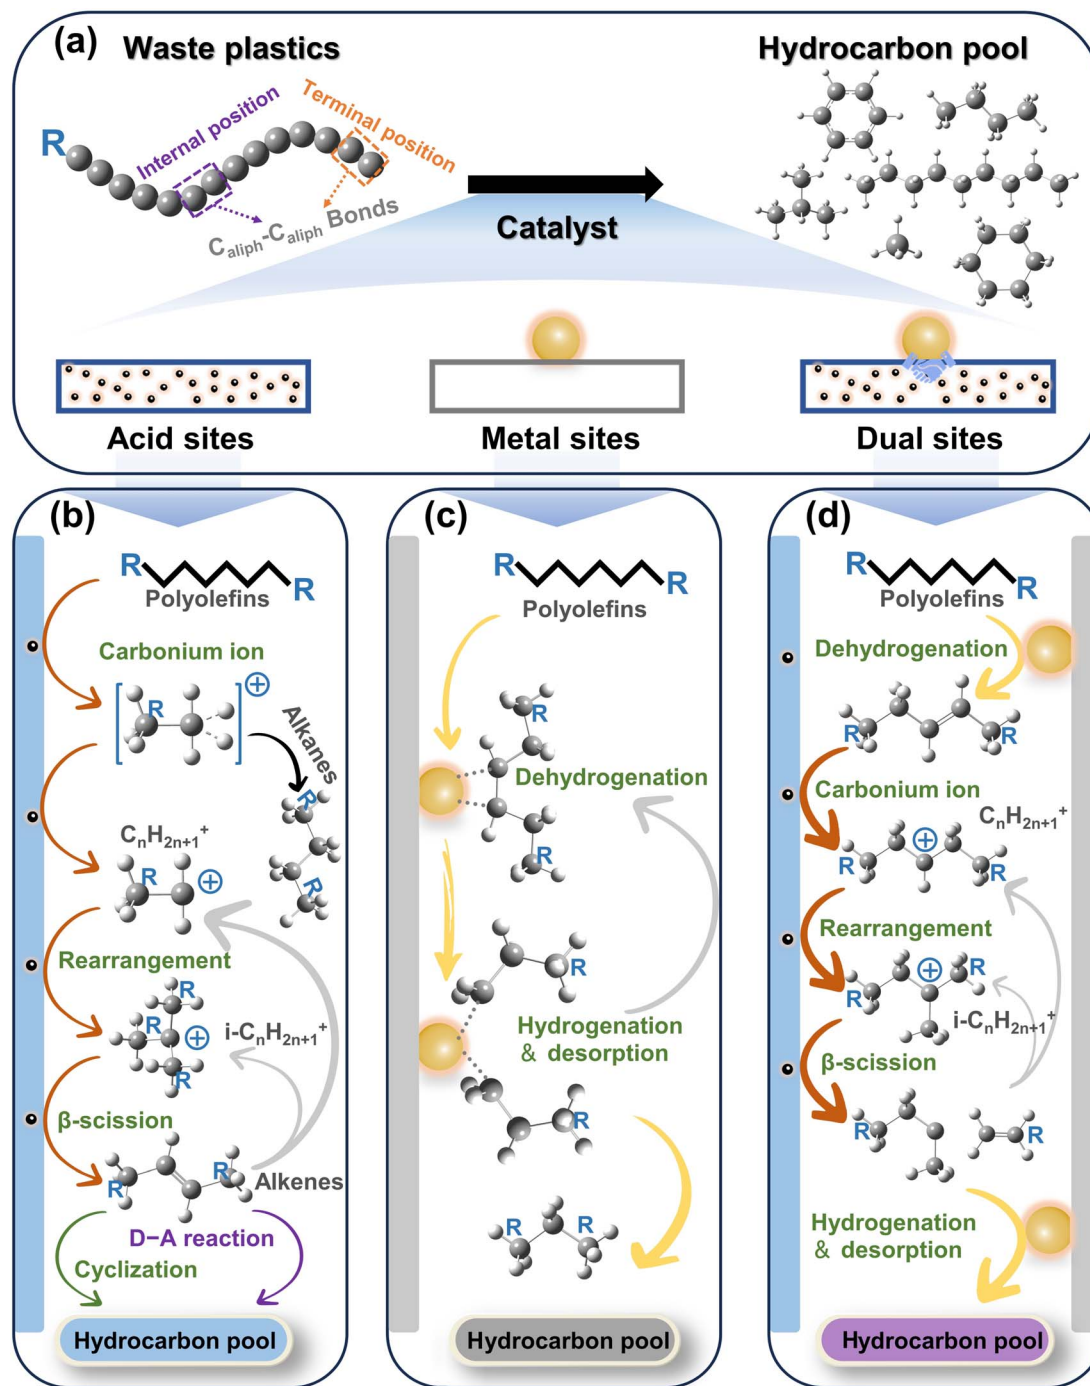 (a)
Waste plastics
Hydrocarbon pool
R
Internal position
Terminal position
C_aliph-C_aliph Bonds
Catalyst
Acid sites
Metal sites
Dual sites
(b)
R
R
Polyolefins
Carbonium ion
R
⊕
Alkanes
R
R
CₙH₂ₙ₊₁⁺
R
⊕
Rearrangement
R
R
⊕
R
i-CₙH₂ₙ₊₁⁺
β-scission
R
R
Alkenes
D−A reaction
Cyclization
Hydrocarbon pool
(c)
R
R
Polyolefins
R
Dehydrogenation
R
R
Hydrogenation
& desorption
R
R
R
Hydrocarbon pool
(d)
R
R
Polyolefins
Dehydrogenation
R
R
Carbonium ion
CₙH₂ₙ₊₁⁺
⊕
R
R
Rearrangement
⊕
R
R
i-CₙH₂ₙ₊₁⁺
β-scission
R
R
Hydrogenation
& desorption
Hydrocarbon pool